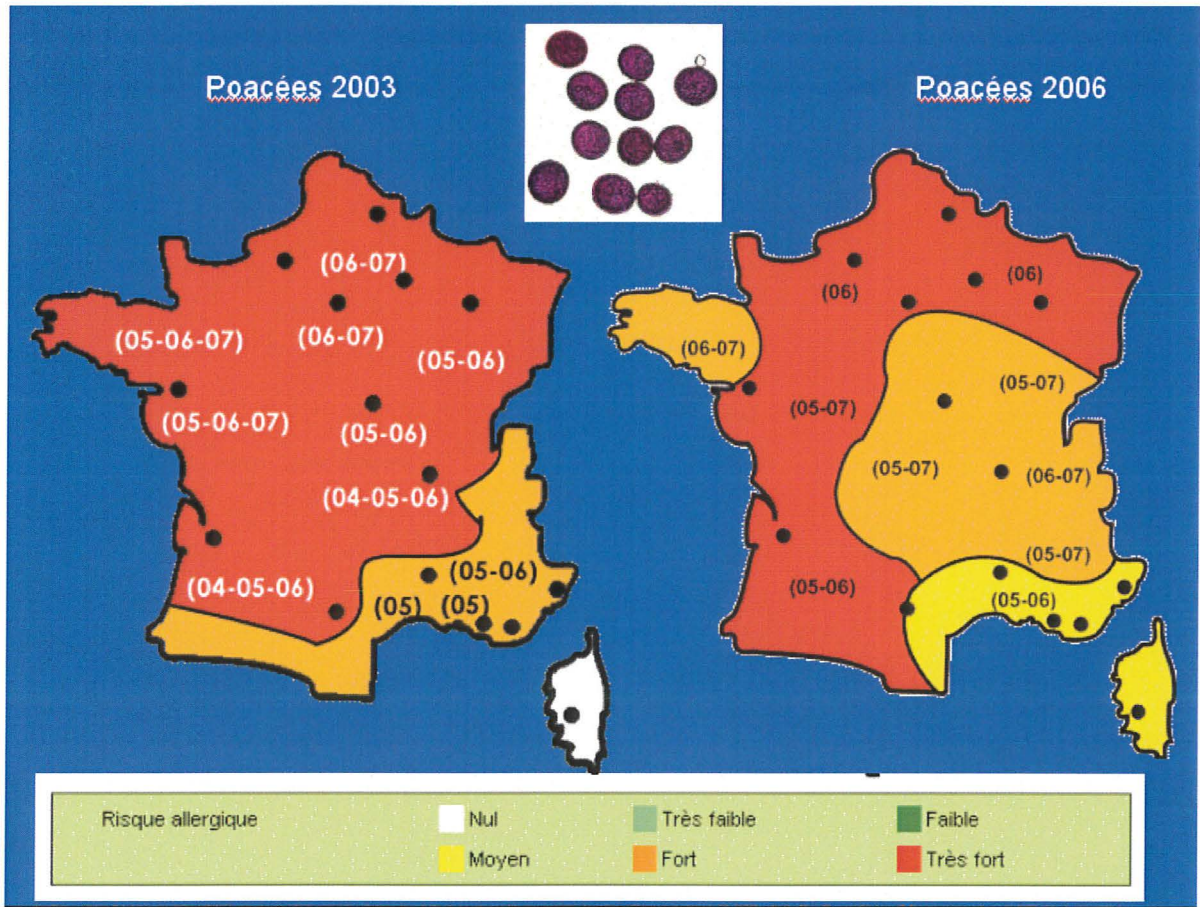 Poacées 2003
(06-07)
(05-06-07)
(06-07)
(05-06)
(05-06-07)
(05-06)
(04-05-06)
(04-05-06)
(05-06)
(05)
(05)
Poacées 2006
(06)
(06)
(06-07)
(05-07)
(05-07)
(05-07)
(06-07)
(05-07)
(05-06)
(05-06)
Risque allergique
Nul
Très faible
Faible
Moyen
Fort
Très fort